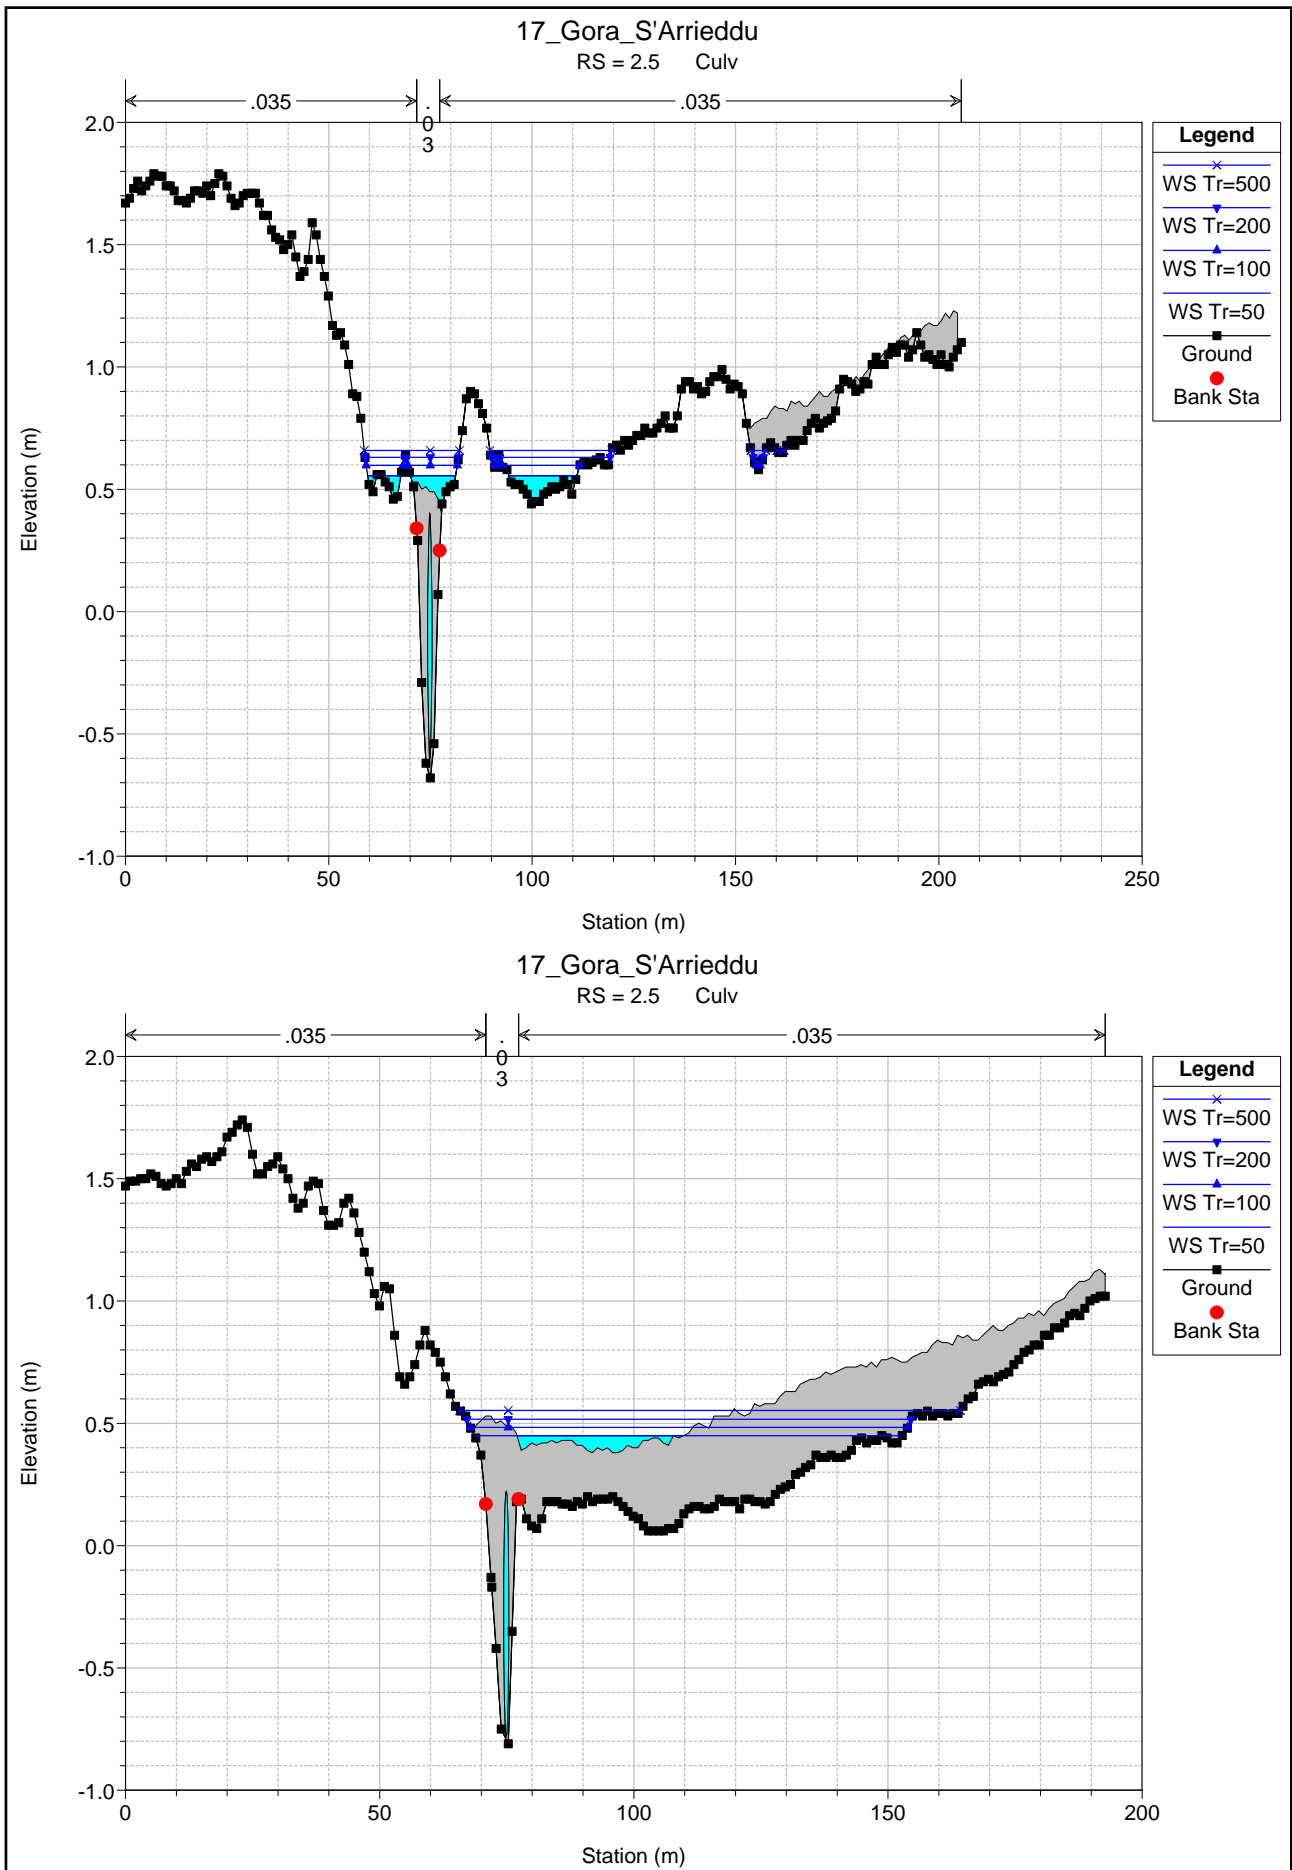 17_Gora_S'Arrieddu
RS = 2.5 Culv
.035
.03
.035
2.0
1.5
1.0
0.5
0.0
-0.5
-1.0
0
50
100
150
200
250
Elevation (m)
Station (m)
Legend
WS Tr=500
WS Tr=200
WS Tr=100
WS Tr=50
Ground
Bank Sta
17_Gora_S'Arrieddu
RS = 2.5 Culv
.035
.03
.035
2.0
1.5
1.0
0.5
0.0
-0.5
-1.0
0
50
100
150
200
Elevation (m)
Station (m)
Legend
WS Tr=500
WS Tr=200
WS Tr=100
WS Tr=50
Ground
Bank Sta